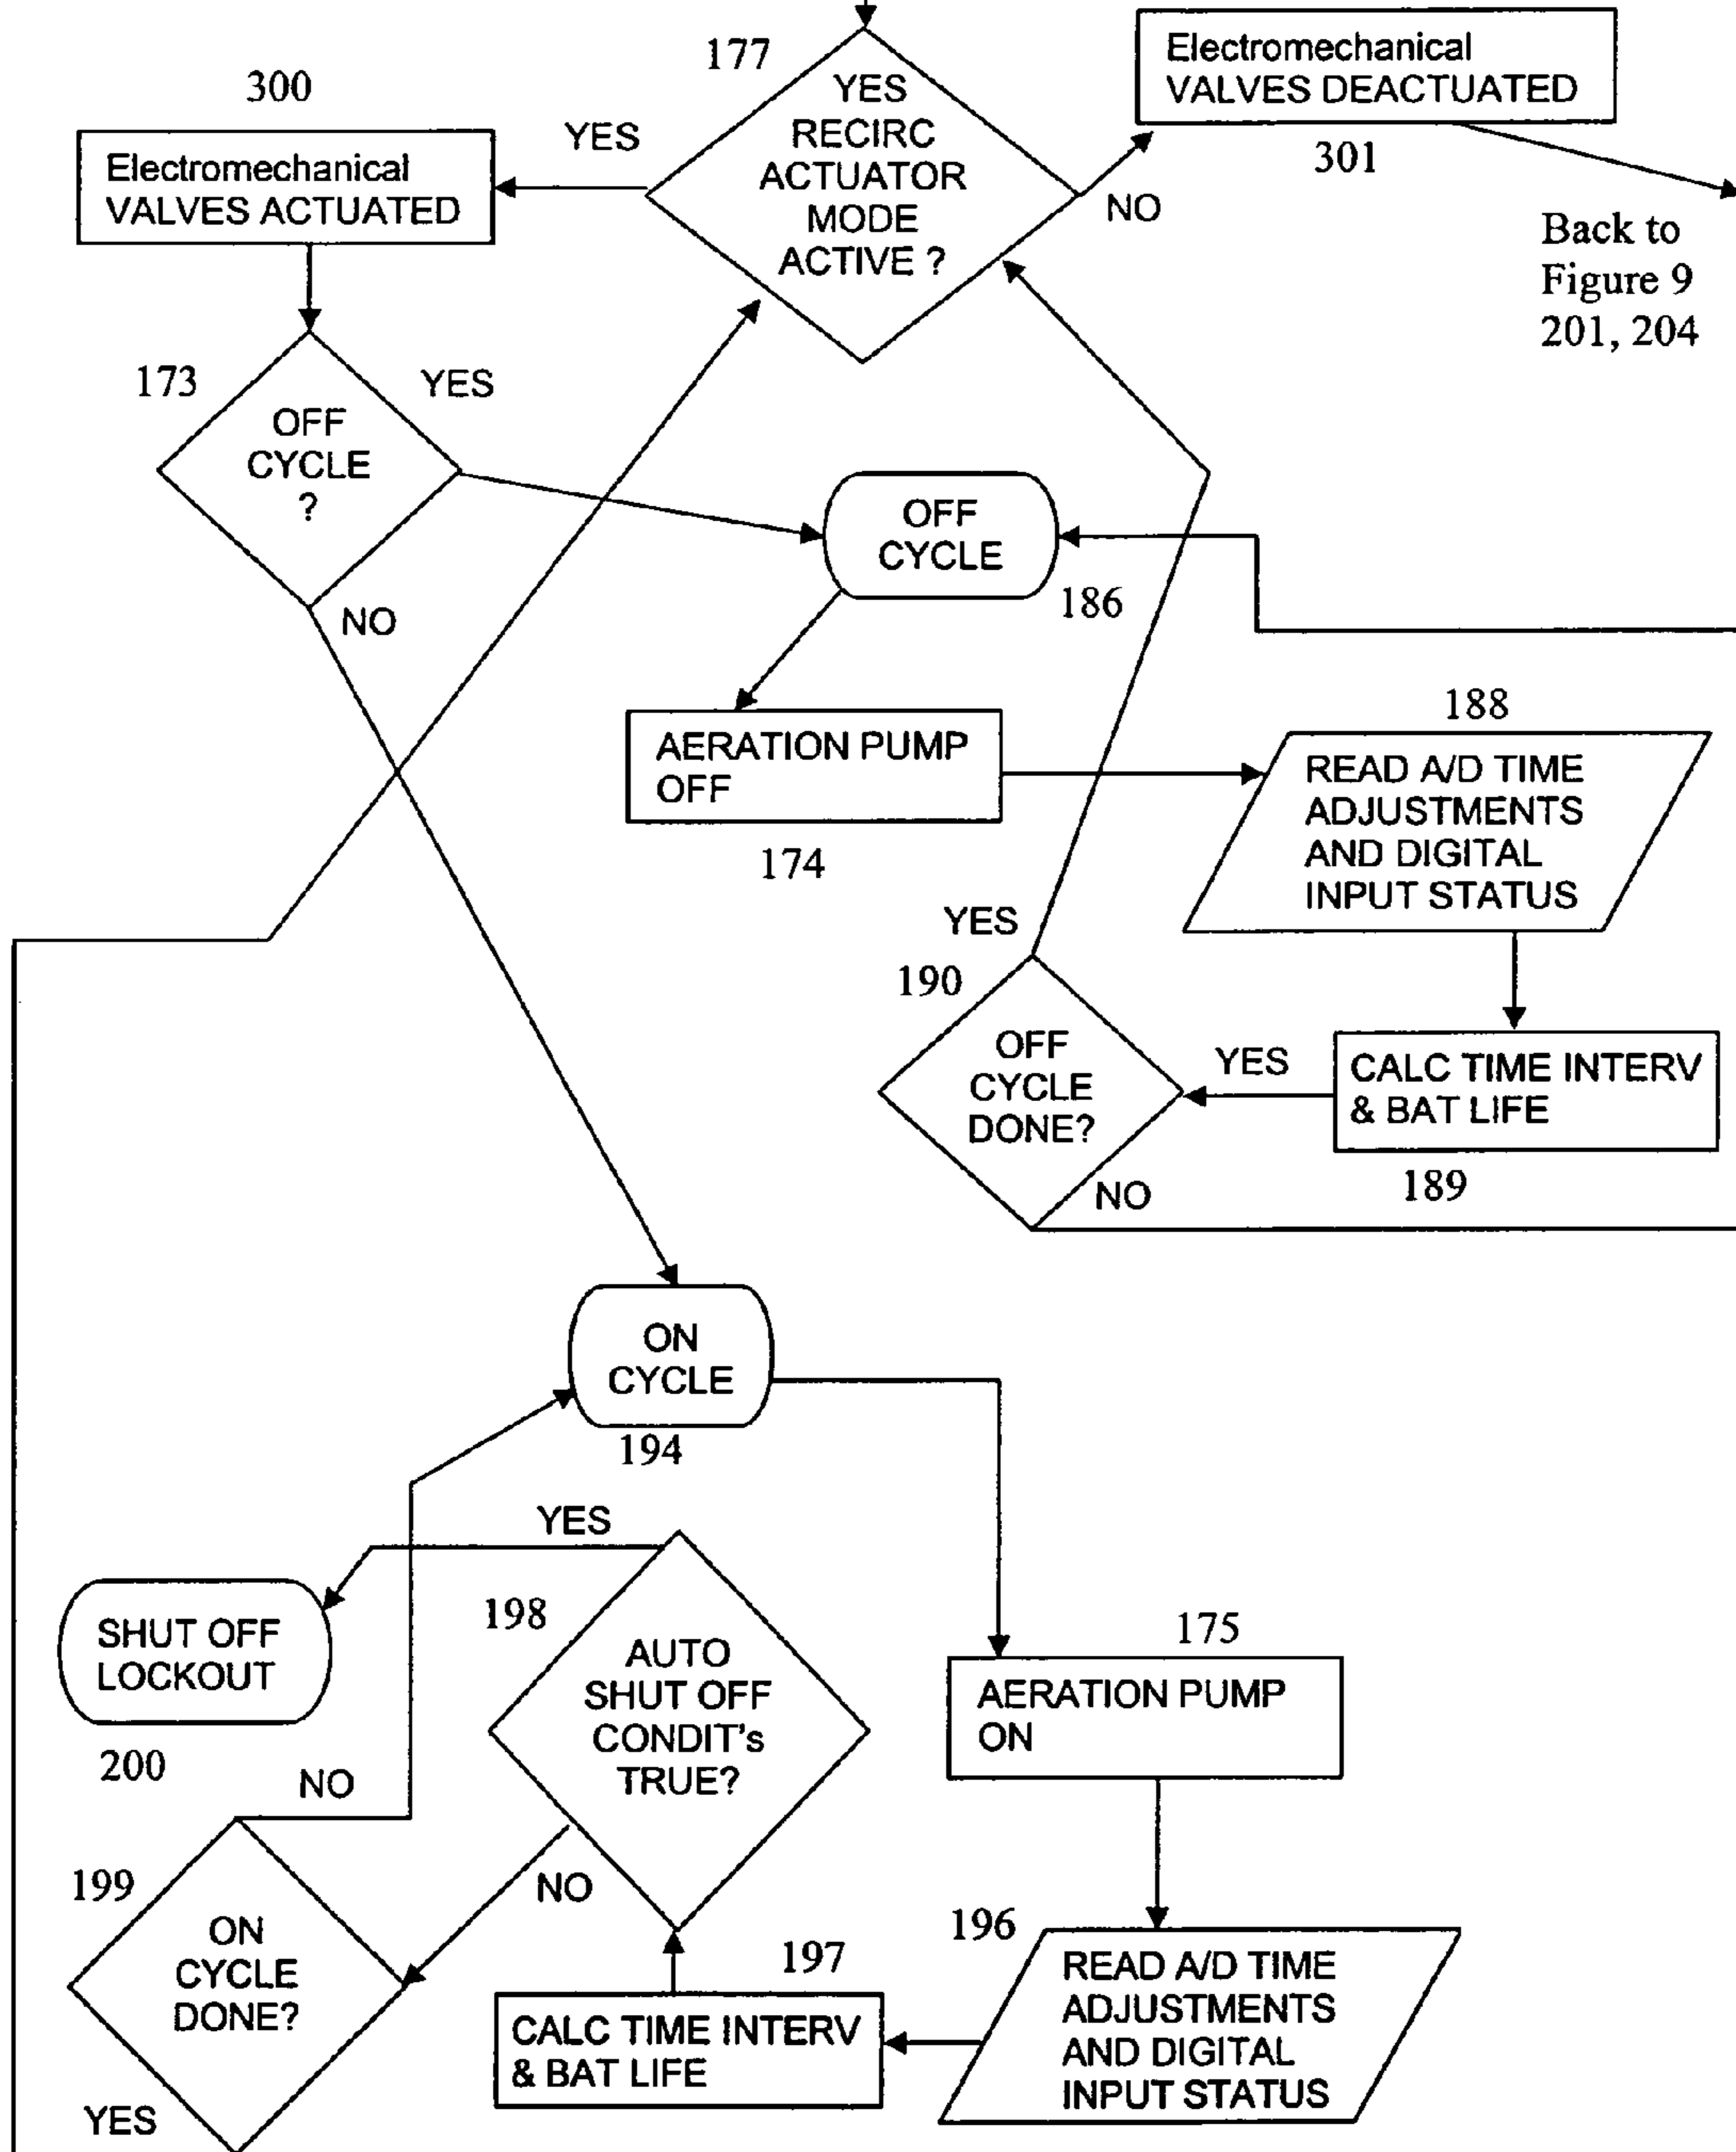 177
YES
RECIRC
ACTUATOR
MODE
ACTIVE ?
Electromechanical
VALVES DEACTUATED
301
300
YES
Electromechanical
VALVES ACTUATED
NO
Back to
Figure 9
201, 204
173
YES
OFF
CYCLE
?
NO
OFF
CYCLE
186
AERATION PUMP
OFF
174
188
READ A/D TIME
ADJUSTMENTS
AND DIGITAL
INPUT STATUS
YES
190
OFF
CYCLE
DONE?
YES
CALC TIME INTERV
& BAT LIFE
189
NO
ON
CYCLE
194
YES
198
SHUT OFF
LOCKOUT
200
AUTO
SHUT OFF
CONDIT's
TRUE?
175
AERATION PUMP
ON
NO
199
ON
CYCLE
DONE?
NO
197
CALC TIME INTERV
& BAT LIFE
196
READ A/D TIME
ADJUSTMENTS
AND DIGITAL
INPUT STATUS
YES